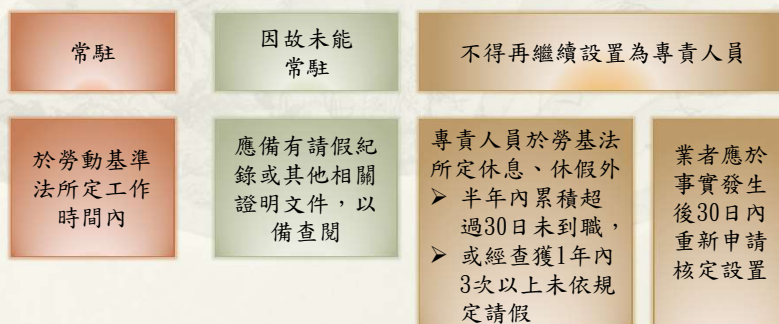 常駐
因故未能
常駐
不得再繼續設置為專責人員
於勞動基準
法所定工作
時間內
應備有請假紀
錄或其他相關
證明文件，以
備查閱
專責人員於勞基法
所定休息、休假外
➢ 半年內累積超
過30日未到職，
➢ 或經查獲1年內
3次以上未依規
定請假
業者應於
事實發生
後30日內
重新申請
核定設置